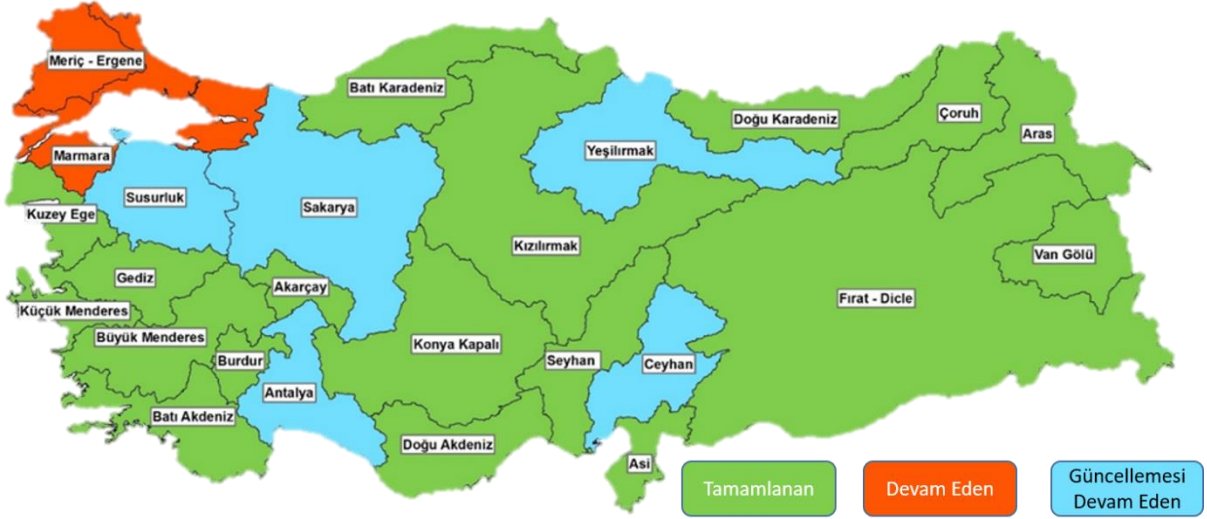 Meriç - Ergene
Batı Karadeniz
Çoruh
Doğu Karadeniz
Aras
Yeşilırmak
Marmara
Susurluk
Sakarya
Kuzey Ege
Kızılırmak
Van Gölü
Gediz
Akarçay
Fırat - Dicle
Küçük Menderes
Büyük Menderes
Konya Kapalı
Burdur
Seyhan
Ceyhan
Antalya
Batı Akdeniz
Doğu Akdeniz
Asi
Tamamlanan
Devam Eden
Güncellemesi
Devam Eden